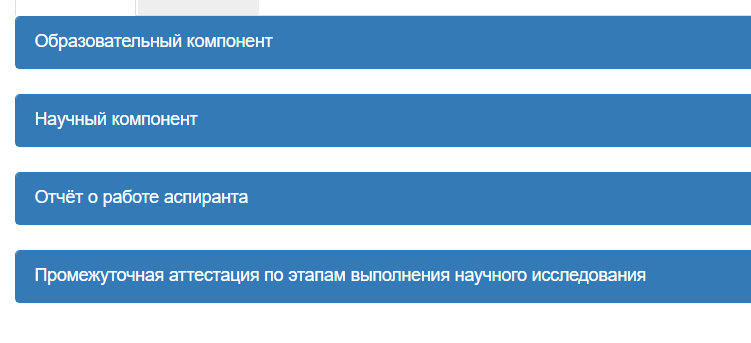 Образовательный компонент
Научный компонент
Отчёт о работе аспиранта
Промежуточная аттестация по этапам выполнения научного исследования